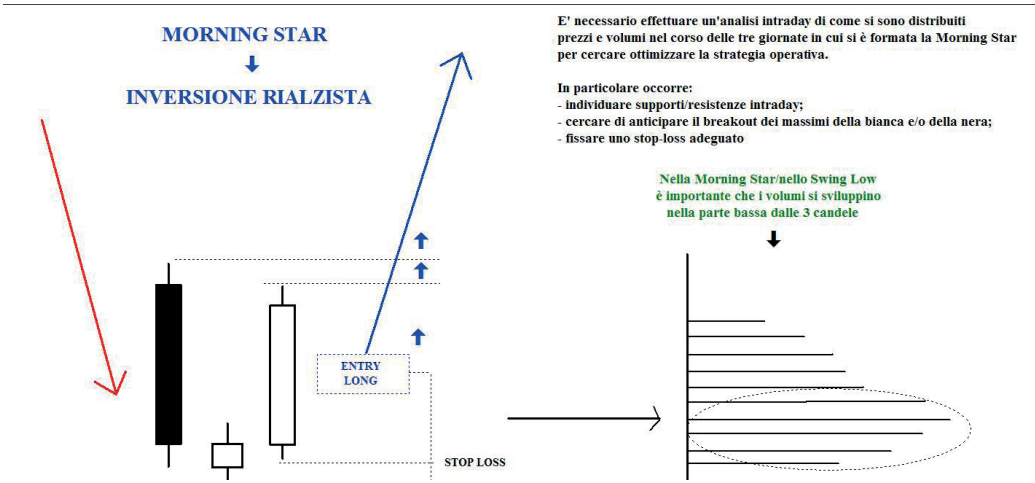 MORNING STAR
INVERSIONE RIALZISTA
E' necessario effettuare un'analisi intraday di come si sono distribuiti
prezzi e volumi nel corso delle tre giornate in cui si è formata la Morning Star
per cercare ottimizzare la strategia operativa.
In particolare occorre:
- individuare supporti/resistenze intraday;
- cercare di anticipare il breakout dei massimi della bianca e/o della nera;
- fissare uno stop-loss adeguato
Nella Morning Star/nello Swing Low
è importante che i volumi si sviluppino
nella parte bassa dalle 3 candele
ENTRY
LONG
STOP LOSS